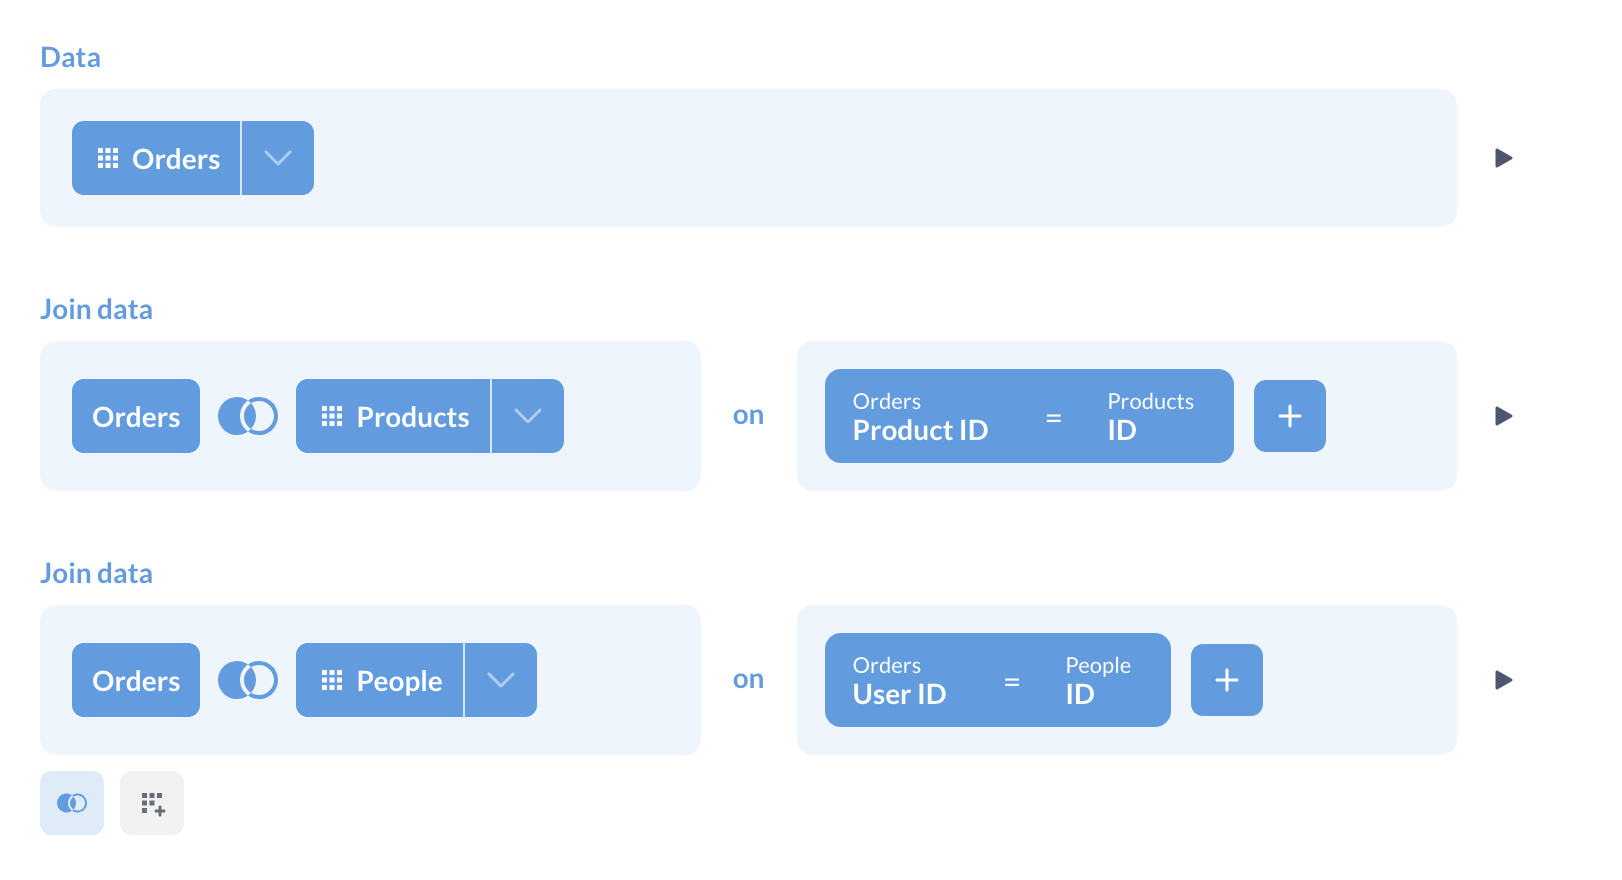 Data
Orders
Join data
Orders Products on Orders Product ID = Products ID +
Join data
Orders People on Orders User ID = People ID +